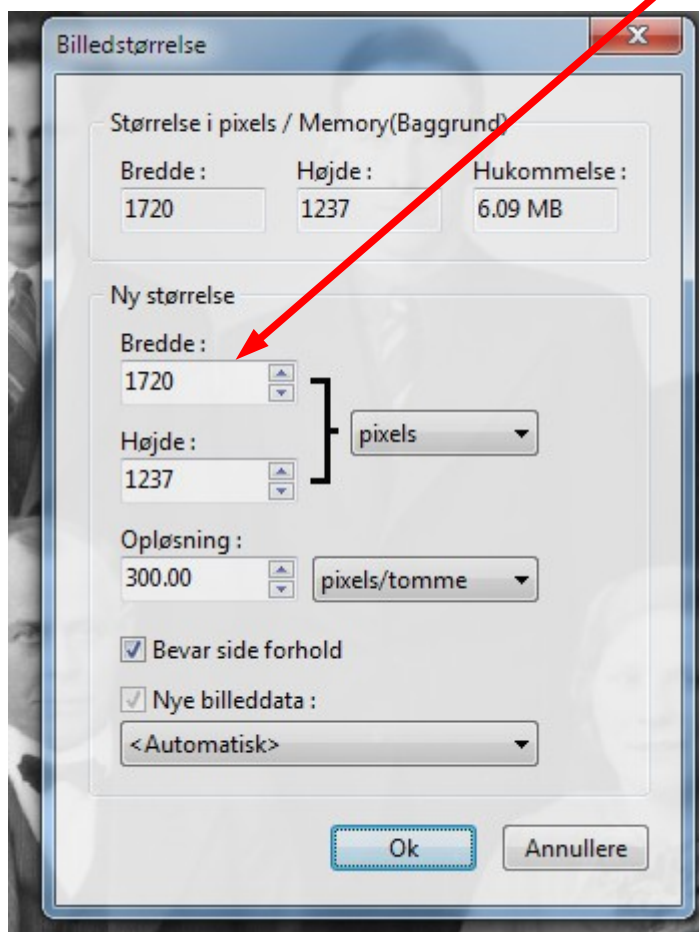 Billedstørrelse
Størrelse i pixels / Memory(Baggrund)
Bredde : Højde : Hukommelse :
1720 1237 6.09 MB
Ny størrelse
Bredde :
1720
pixels
Højde :
1237
Opløsning :
300.00 pixels/tomme
Bevar side forhold
Nye billeddata :
<Automatisk>
Ok Annullere